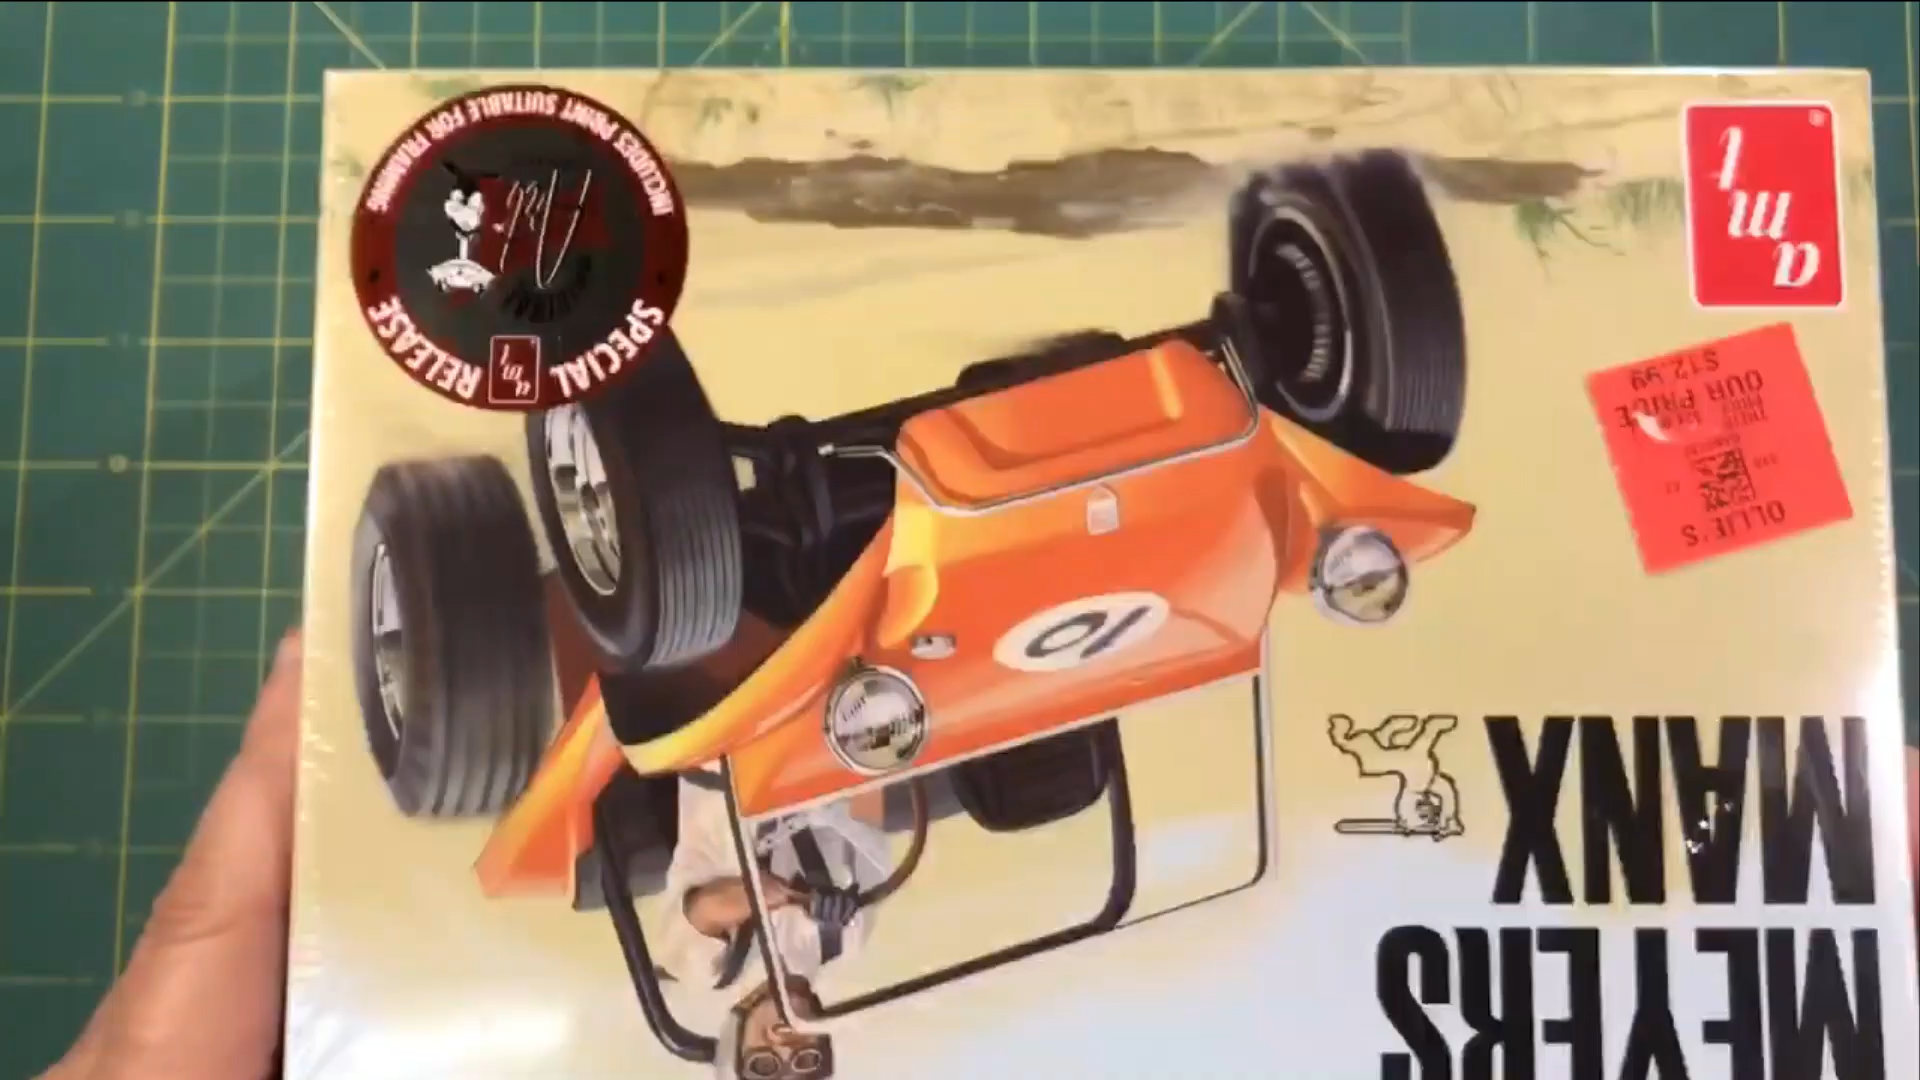 MEYERS
MANX
10
amt
®
OLLIE'S
OUR PRICE
$12.99
SPECIAL
RELEASE
amt
INCLUDES PRINT SUITABLE FOR FRAMING